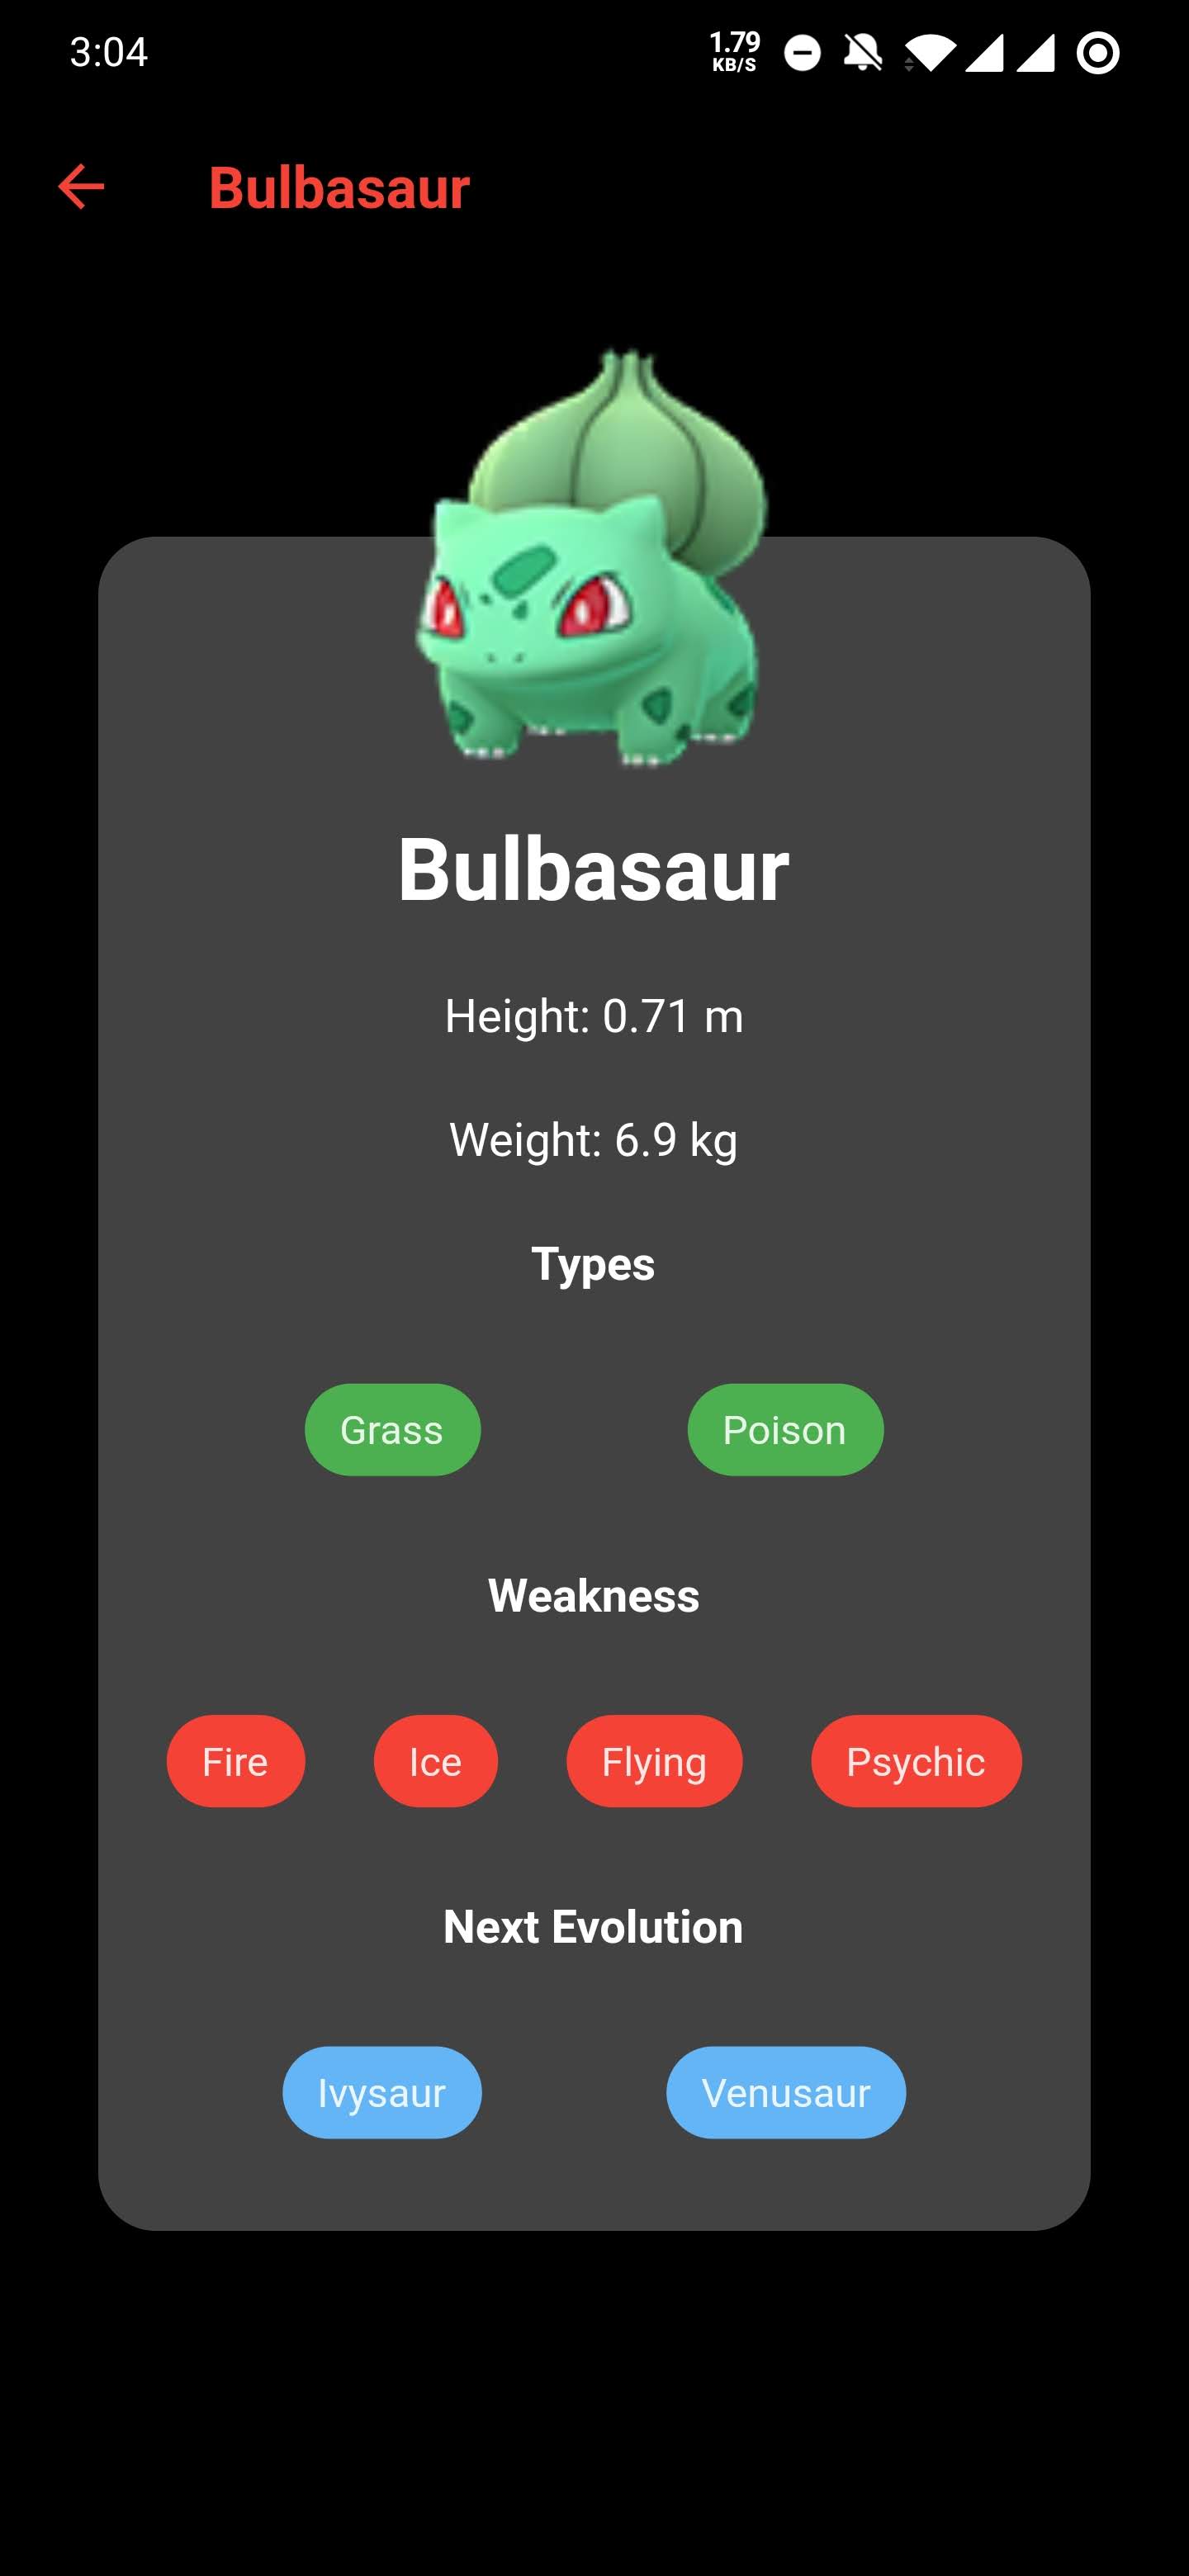 3:04
1.79
KB/S
Bulbasaur
Bulbasaur
Height: 0.71 m
Weight: 6.9 kg
Types
Grass Poison
Weakness
Fire Ice Flying Psychic
Next Evolution
Ivysaur Venusaur